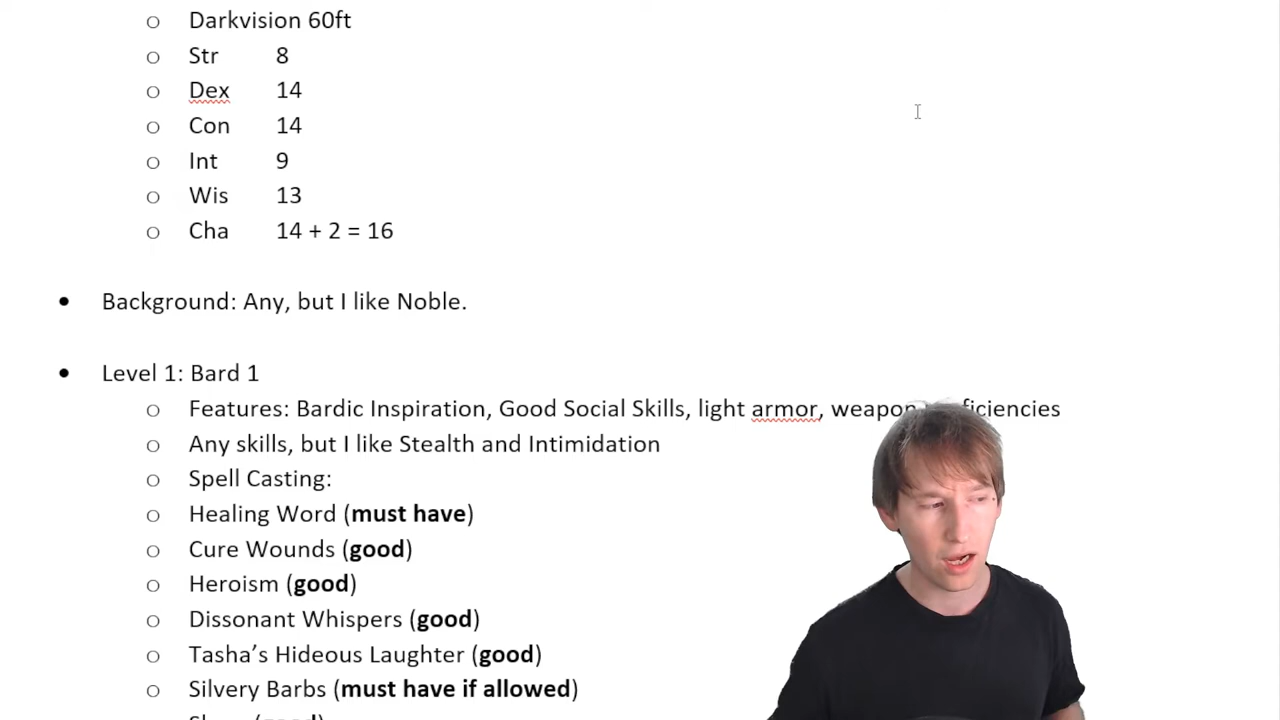 Darkvision 60ft
Str 8
Dex 14
Con 14
Int 9
Wis 13
Cha 14 + 2 = 16
Background: Any, but I like Noble.
Level 1: Bard 1
Features: Bardic Inspiration, Good Social Skills, light armor, weapon
Any skills, but I like Stealth and Intimidation
Spell Casting:
Healing Word (must have)
Cure Wounds (good)
Heroism (good)
Dissonant Whispers (good)
Tasha’s Hideous Laughter (good)
Silvery Barbs (must have if allowed)